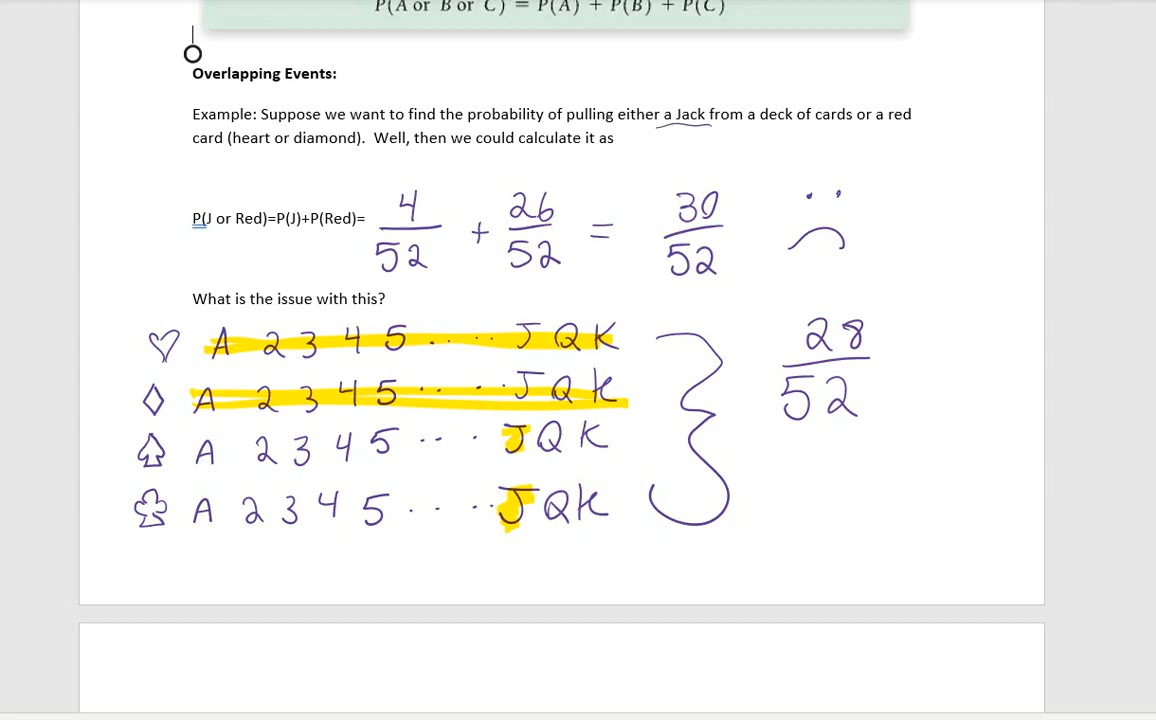 P(A or B or C) = P(A) + P(B) + P(C)
Overlapping Events:
Example: Suppose we want to find the probability of pulling either a Jack from a deck of cards or a red
card (heart or diamond). Well, then we could calculate it as
P(J or Red)=P(J)+P(Red)= 4/52 + 26/52 = 30/52
What is the issue with this?
♡ A 2 3 4 5 . . . . . J Q K
◊ A 2 3 4 5 . . . . . J Q K
28/52
♤ A 2 3 4 5 . . . J Q K
♧ A 2 3 4 5 . . . . . J Q K